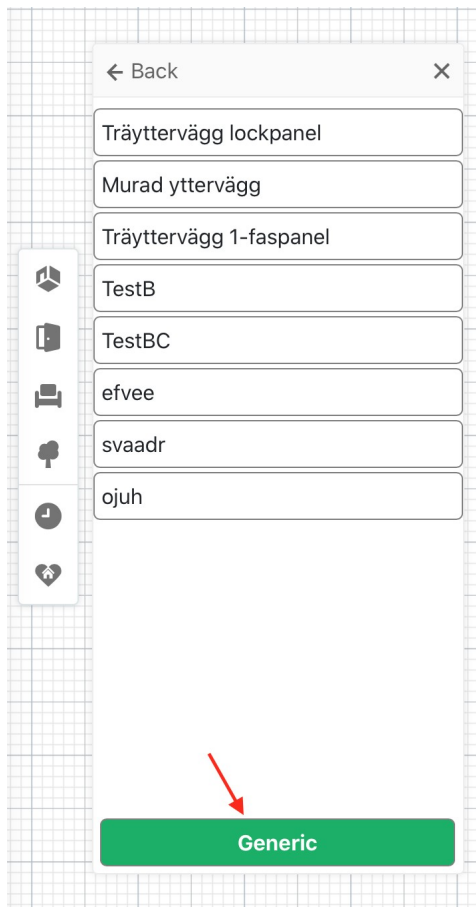 Back
Träyttervägg lockpanel
Murad yttervägg
Träyttervägg 1-faspanel
TestB
TestBC
efvee
svaadr
ojuh
Generic